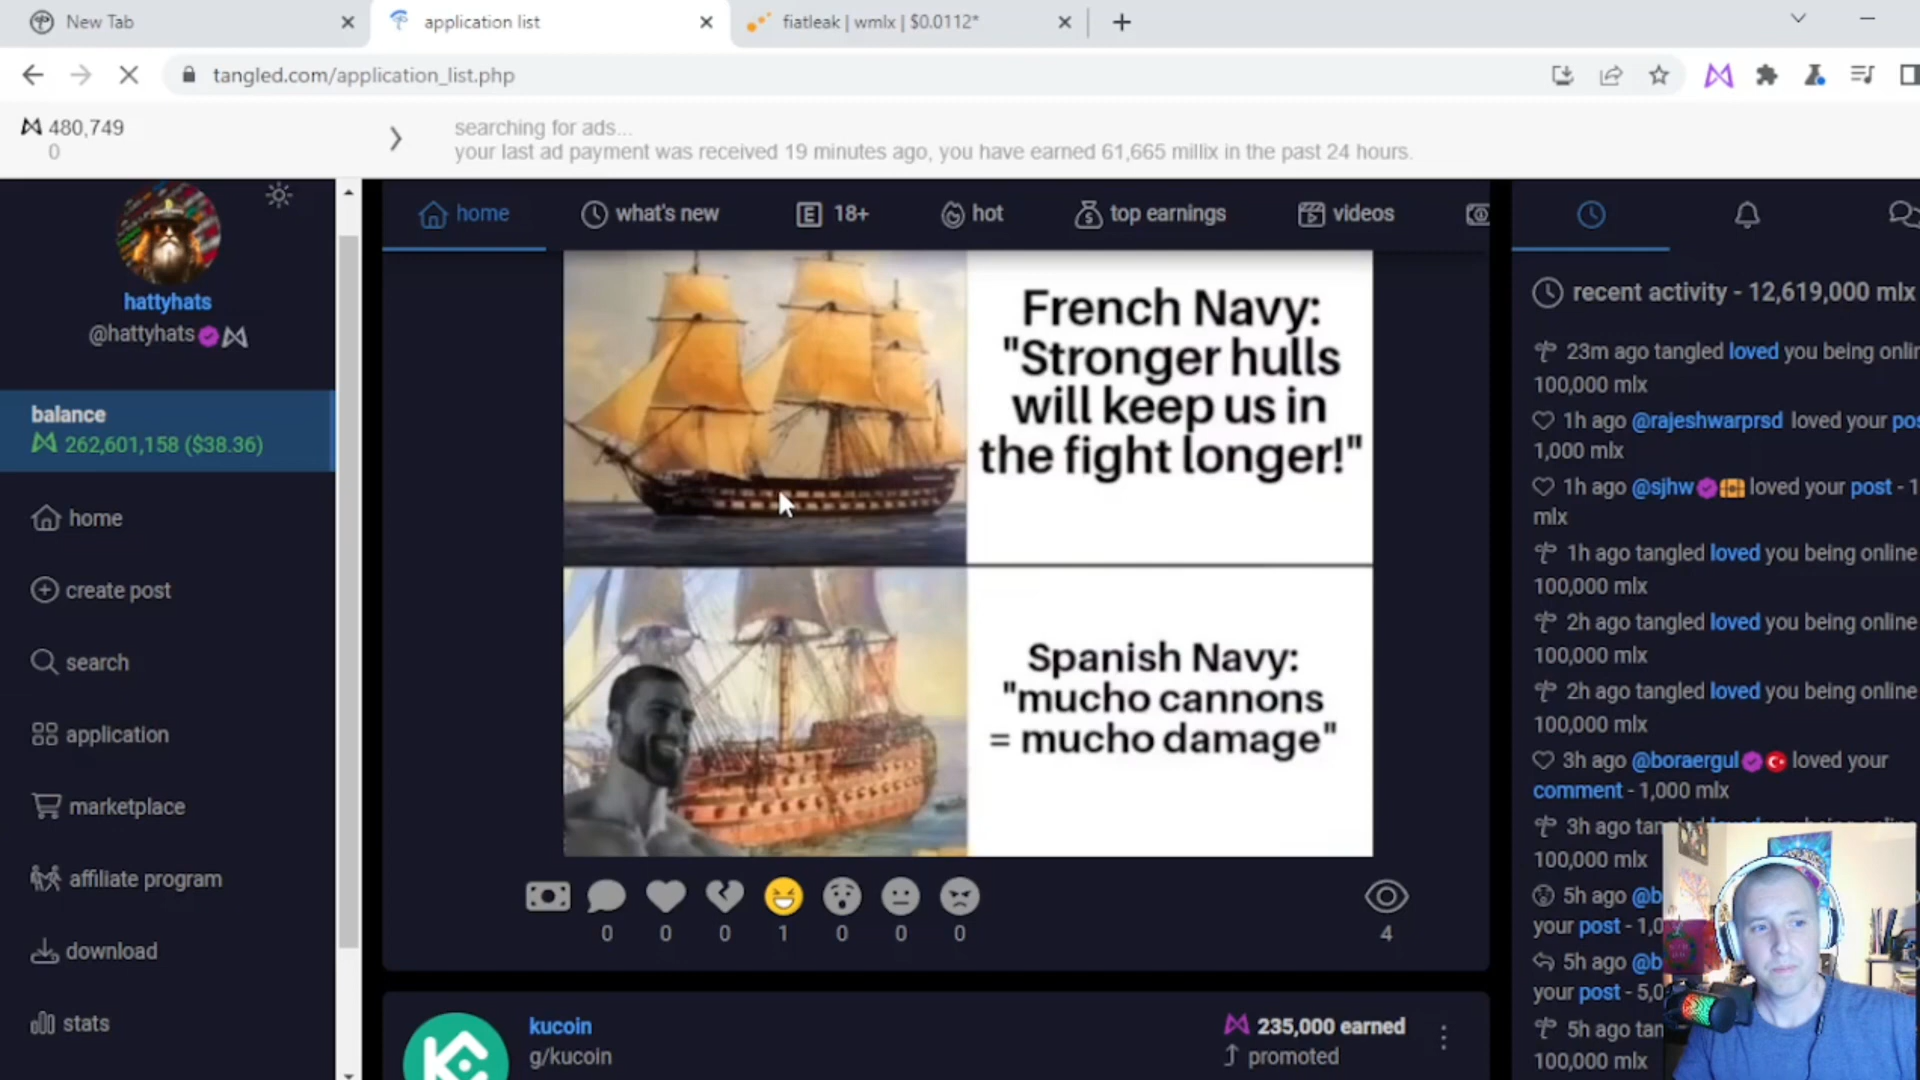 New Tab
application list
fiatleak | wmlx | $0.0112*
tangled.com/application_list.php
480,749
0
searching for ads...
your last ad payment was received 19 minutes ago, you have earned 61,665 millix in the past 24 hours.
hattyhats
@hattyhats
balance
262,601,158 ($38.36)
home
create post
search
application
marketplace
affiliate program
download
stats
home
what's new
18+
hot
top earnings
videos
French Navy:
"Stronger hulls
will keep us in
the fight longer!"
Spanish Navy:
"mucho cannons
= mucho damage"
0
0
0
1
0
0
0
4
kucoin
g/kucoin
235,000 earned
promoted
recent activity - 12,619,000 mlx
23m ago tangled loved you being onlin
100,000 mlx
1h ago @rajeshwarprsd loved your pos
1,000 mlx
1h ago @sjhw loved your post - 1
mlx
1h ago tangled loved you being online
100,000 mlx
2h ago tangled loved you being online
100,000 mlx
2h ago tangled loved you being online
100,000 mlx
3h ago @boraergul loved your
comment - 1,000 mlx
3h ago tan
100,000 mlx
5h ago @b
your post - 1,0
5h ago @b
your post - 5,0
5h ago tan
100,000 mlx